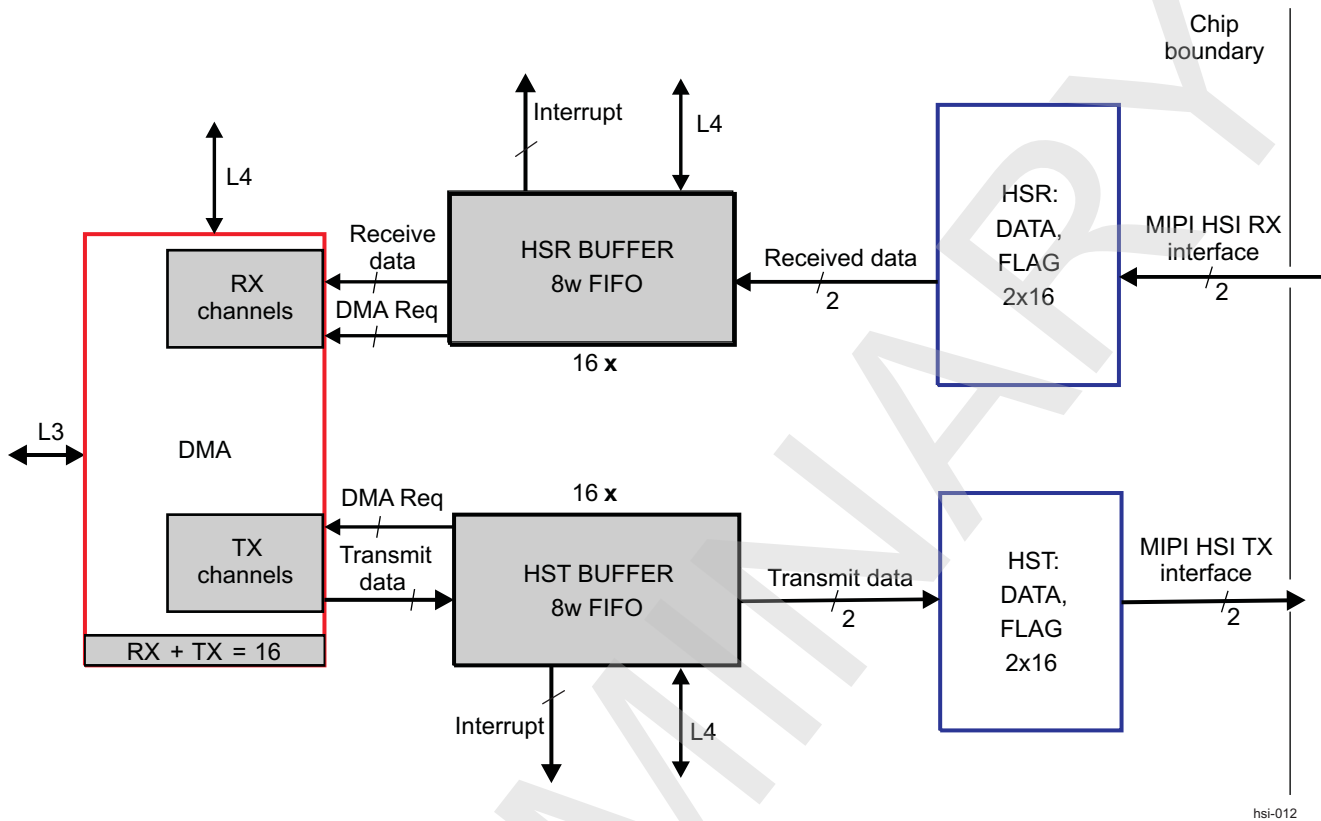 Chip
boundary
Interrupt
L4
L4
HSR BUFFER
8w FIFO
16 x
Receive
data
DMA Req
RX
channels
Received data
2
HSR:
DATA,
FLAG
2x16
MIPI HSI RX
interface
2
L3
DMA
16 x
DMA Req
TX
channels
Transmit
data
HST BUFFER
8w FIFO
Transmit data
2
HST:
DATA,
FLAG
2x16
MIPI HSI TX
interface
2
RX + TX = 16
Interrupt
L4
hsi-012
MINARY